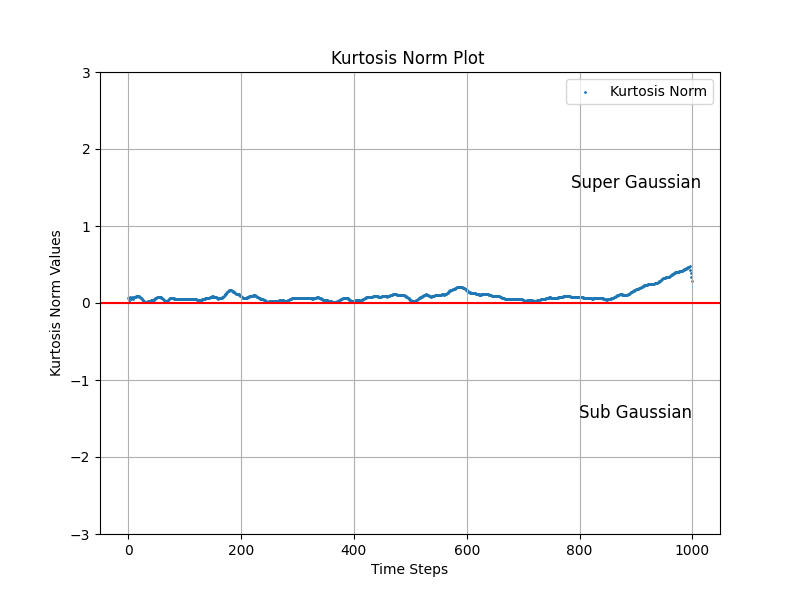 Kurtosis Norm Plot
Kurtosis Norm
Super Gaussian
Sub Gaussian
Kurtosis Norm Values
3
2
1
0
−1
−2
−3
0 200 400 600 800 1000
Time Steps